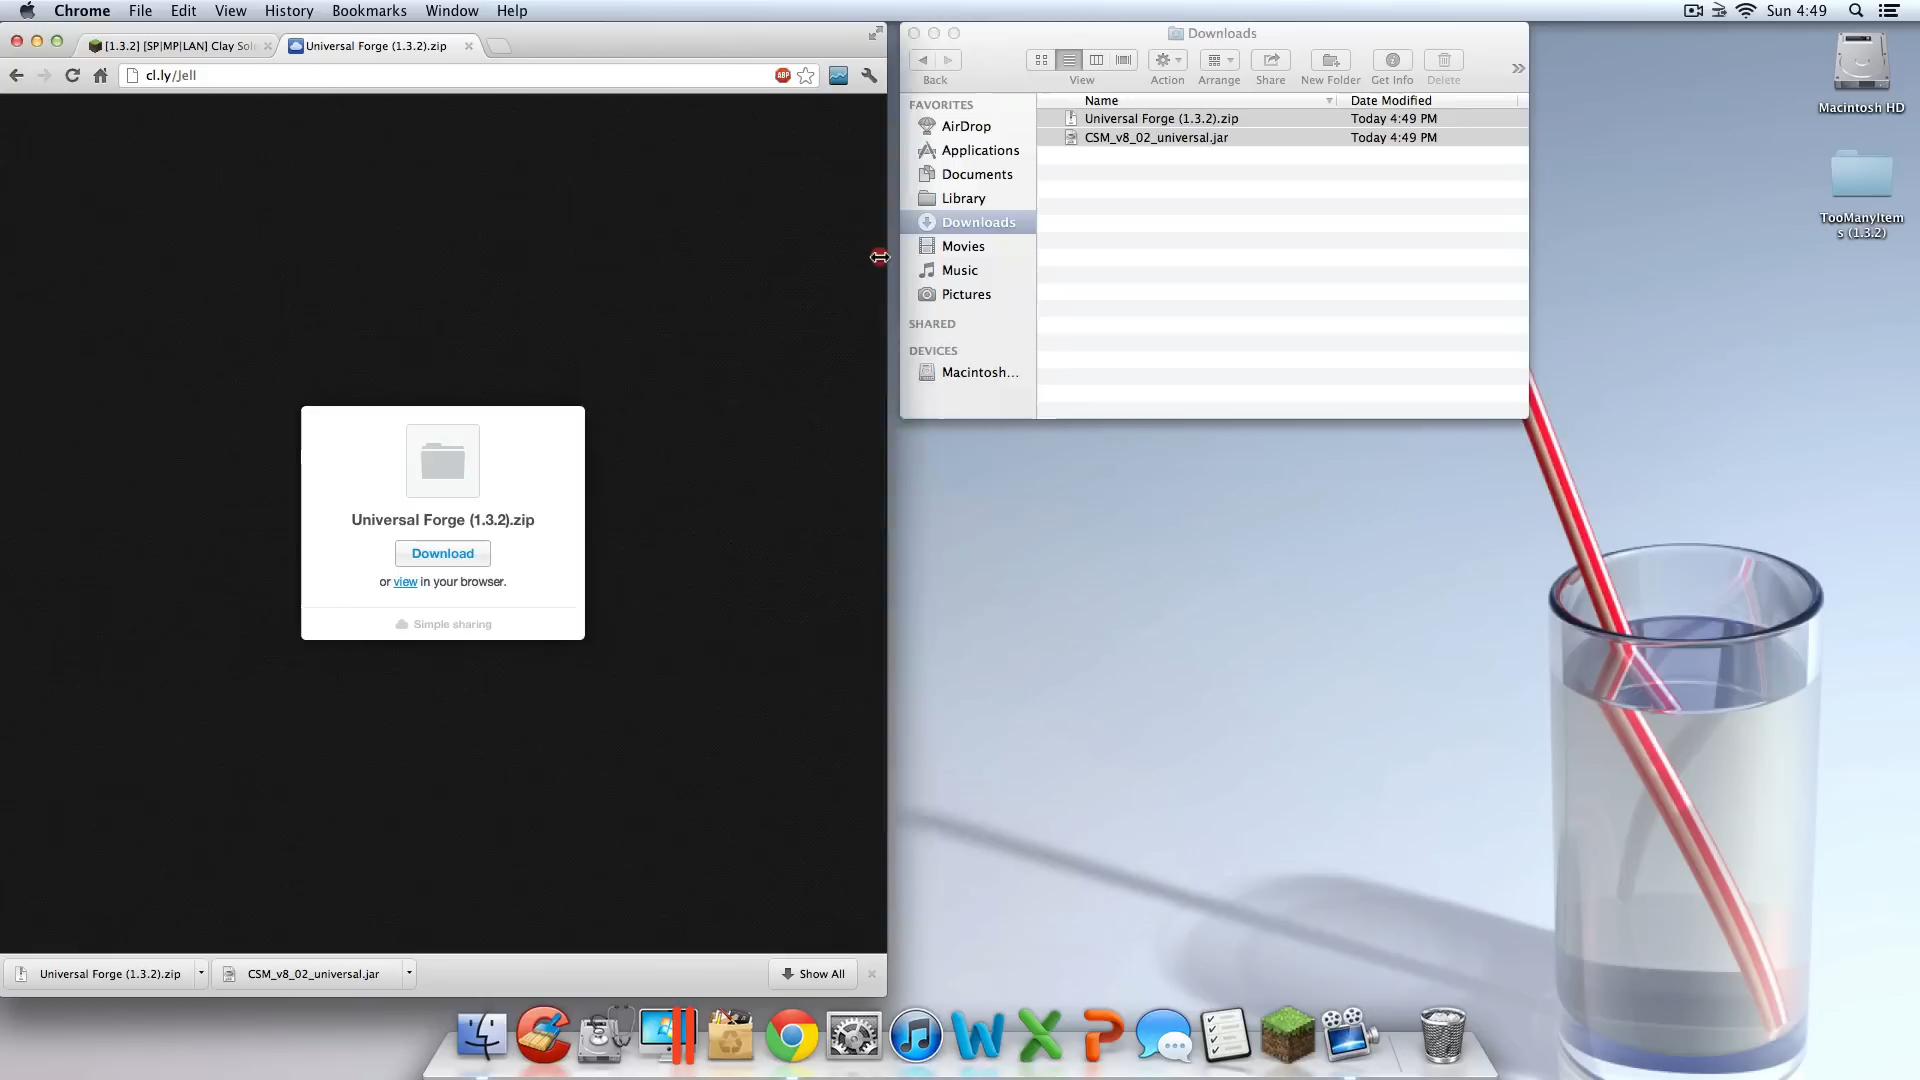 Chrome File Edit View History Bookmarks Window Help
Sun 4:49
[1.3.2] [SP|MP|LAN] Clay Sol
Universal Forge (1.3.2).zip
cl.ly/Jell
ABP
Universal Forge (1.3.2).zip
Download
or view in your browser.
Simple sharing
Universal Forge (1.3.2).zip
CSM_v8_02_universal.jar
Show All
Downloads
Back
View
Action
Arrange
Share
New Folder
Get Info
Delete
FAVORITES
AirDrop
Applications
Documents
Library
Downloads
Movies
Music
Pictures
SHARED
DEVICES
Macintosh...
Name Date Modified
Universal Forge (1.3.2).zip Today 4:49 PM
CSM_v8_02_universal.jar Today 4:49 PM
Macintosh HD
TooManyItem
s (1.3.2)